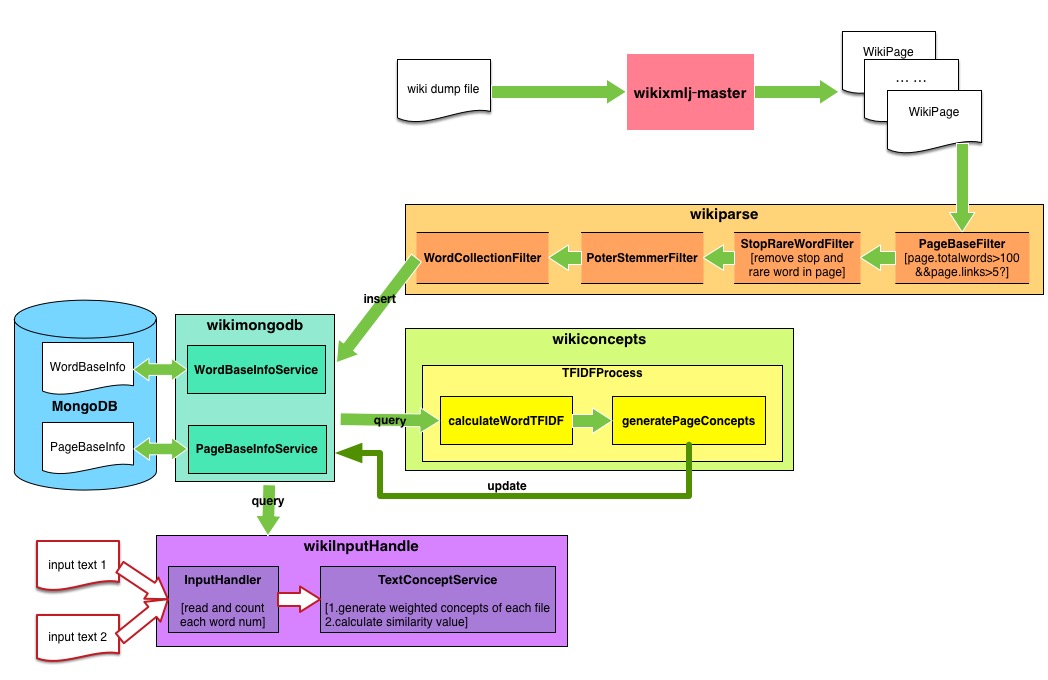 WikiPage
... ...
WikiPage
wiki dump file
wikixmlj-master
wikiparse
WordCollectionFilter
PoterStemmerFilter
StopRareWordFilter
[remove stop and
rare word in page]
PageBaseFilter
[page.totalwords>100
&&page.links>5?]
insert
wikimongodb
WordBaseInfo
WordBaseInfoService
MongoDB
PageBaseInfo
PageBaseInfoService
wikiconcepts
TFIDFProcess
query
calculateWordTFIDF
generatePageConcepts
update
query
wikiInputHandle
input text 1
input text 2
InputHandler
[read and count
each word num]
TextConceptService
[1.generate weighted concepts of each file
2.calculate similarity value]